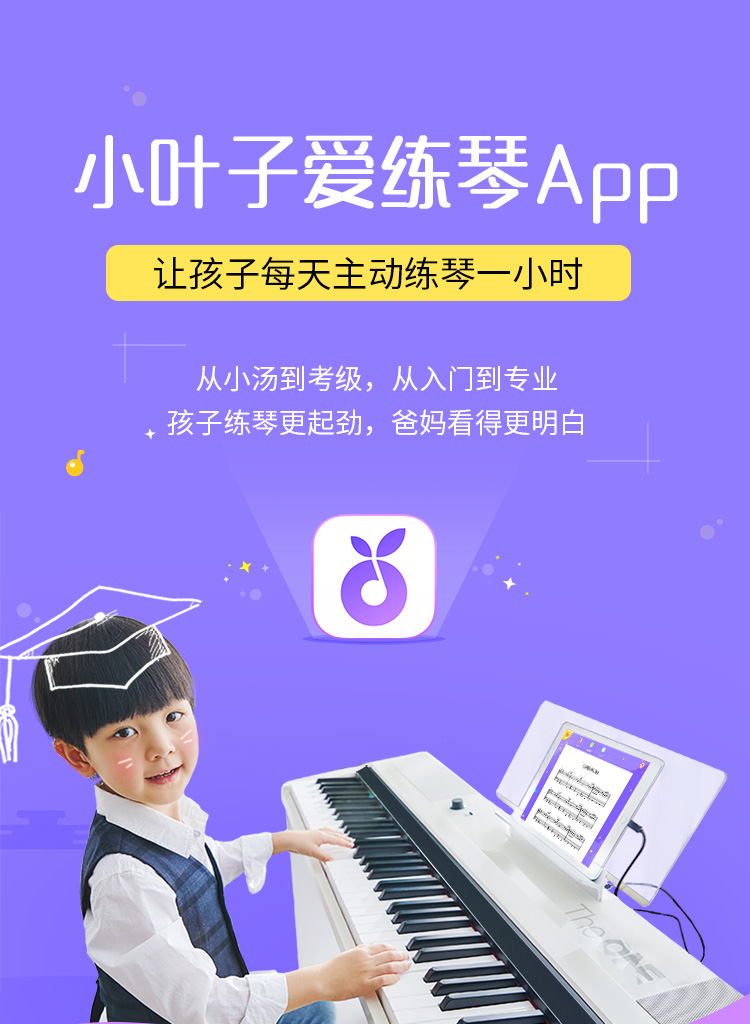 小叶子爱练琴App
让孩子每天主动练琴一小时
从小汤到考级，从入门到专业
孩子练琴更起劲，爸妈看得更明白
The ONE